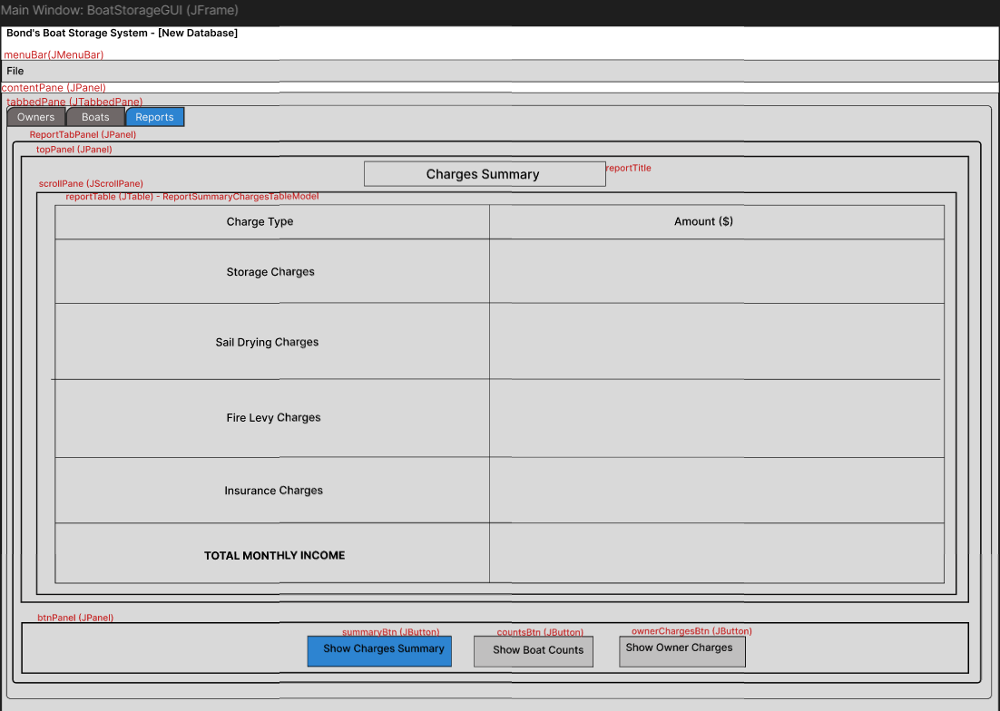 Main Window: BoatStorageGUI (JFrame)
Bond's Boat Storage System - [New Database]
menuBar(JMenuBar)
File
contentPane (JPanel)
tabbedPane (JTabbedPane)
Owners Boats Reports
ReportTabPanel (JPanel)
topPanel (JPanel)
Charges Summary reportTitle
scrollPane (JScrollPane)
reportTable (JTable) - ReportSummaryChargesTableModel
Charge Type Amount ($)
Storage Charges
Sail Drying Charges
Fire Levy Charges
Insurance Charges
TOTAL MONTHLY INCOME
btnPanel (JPanel)
summaryBtn (JButton) countsBtn (JButton) ownerChargesBtn (JButton)
Show Charges Summary Show Boat Counts Show Owner Charges